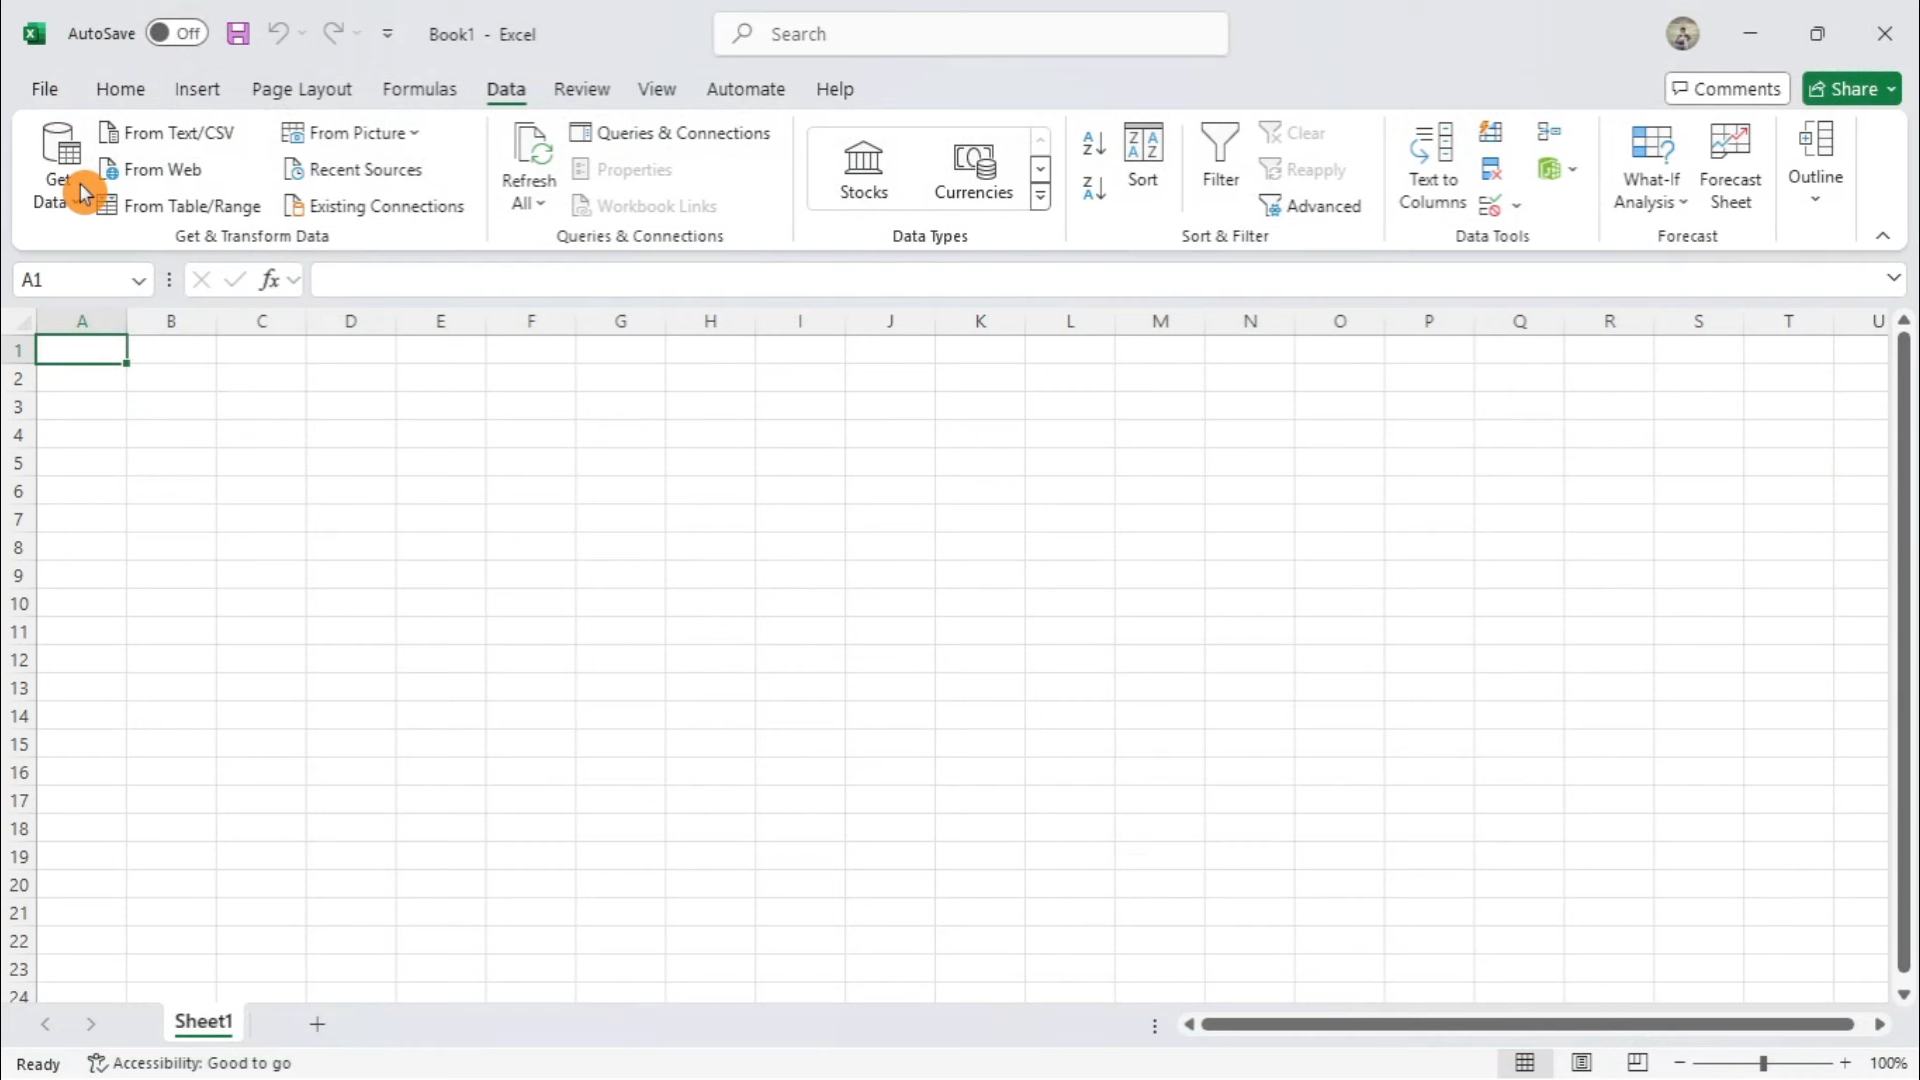 AutoSave Off Book1 - Excel Search
File Home Insert Page Layout Formulas Data Review View Automate Help Comments Share
Get Data
From Text/CSV
From Web
From Table/Range
From Picture
Recent Sources
Existing Connections
Get & Transform Data
Refresh All
Queries & Connections
Properties
Workbook Links
Queries & Connections
Stocks
Currencies
Data Types
A Z
Z A
Z A A Z
Sort
Filter
Clear
Reapply
Advanced
Sort & Filter
Text to
Columns
Data Tools
What-If
Analysis
Forecast
Sheet
Forecast
Outline
A1 fx
A B C D E F G H I J K L M N O P Q R S T U
1
2
3
4
5
6
7
8
9
10
11
12
13
14
15
16
17
18
19
20
21
22
23
24
Sheet1
Ready Accessibility: Good to go 100%